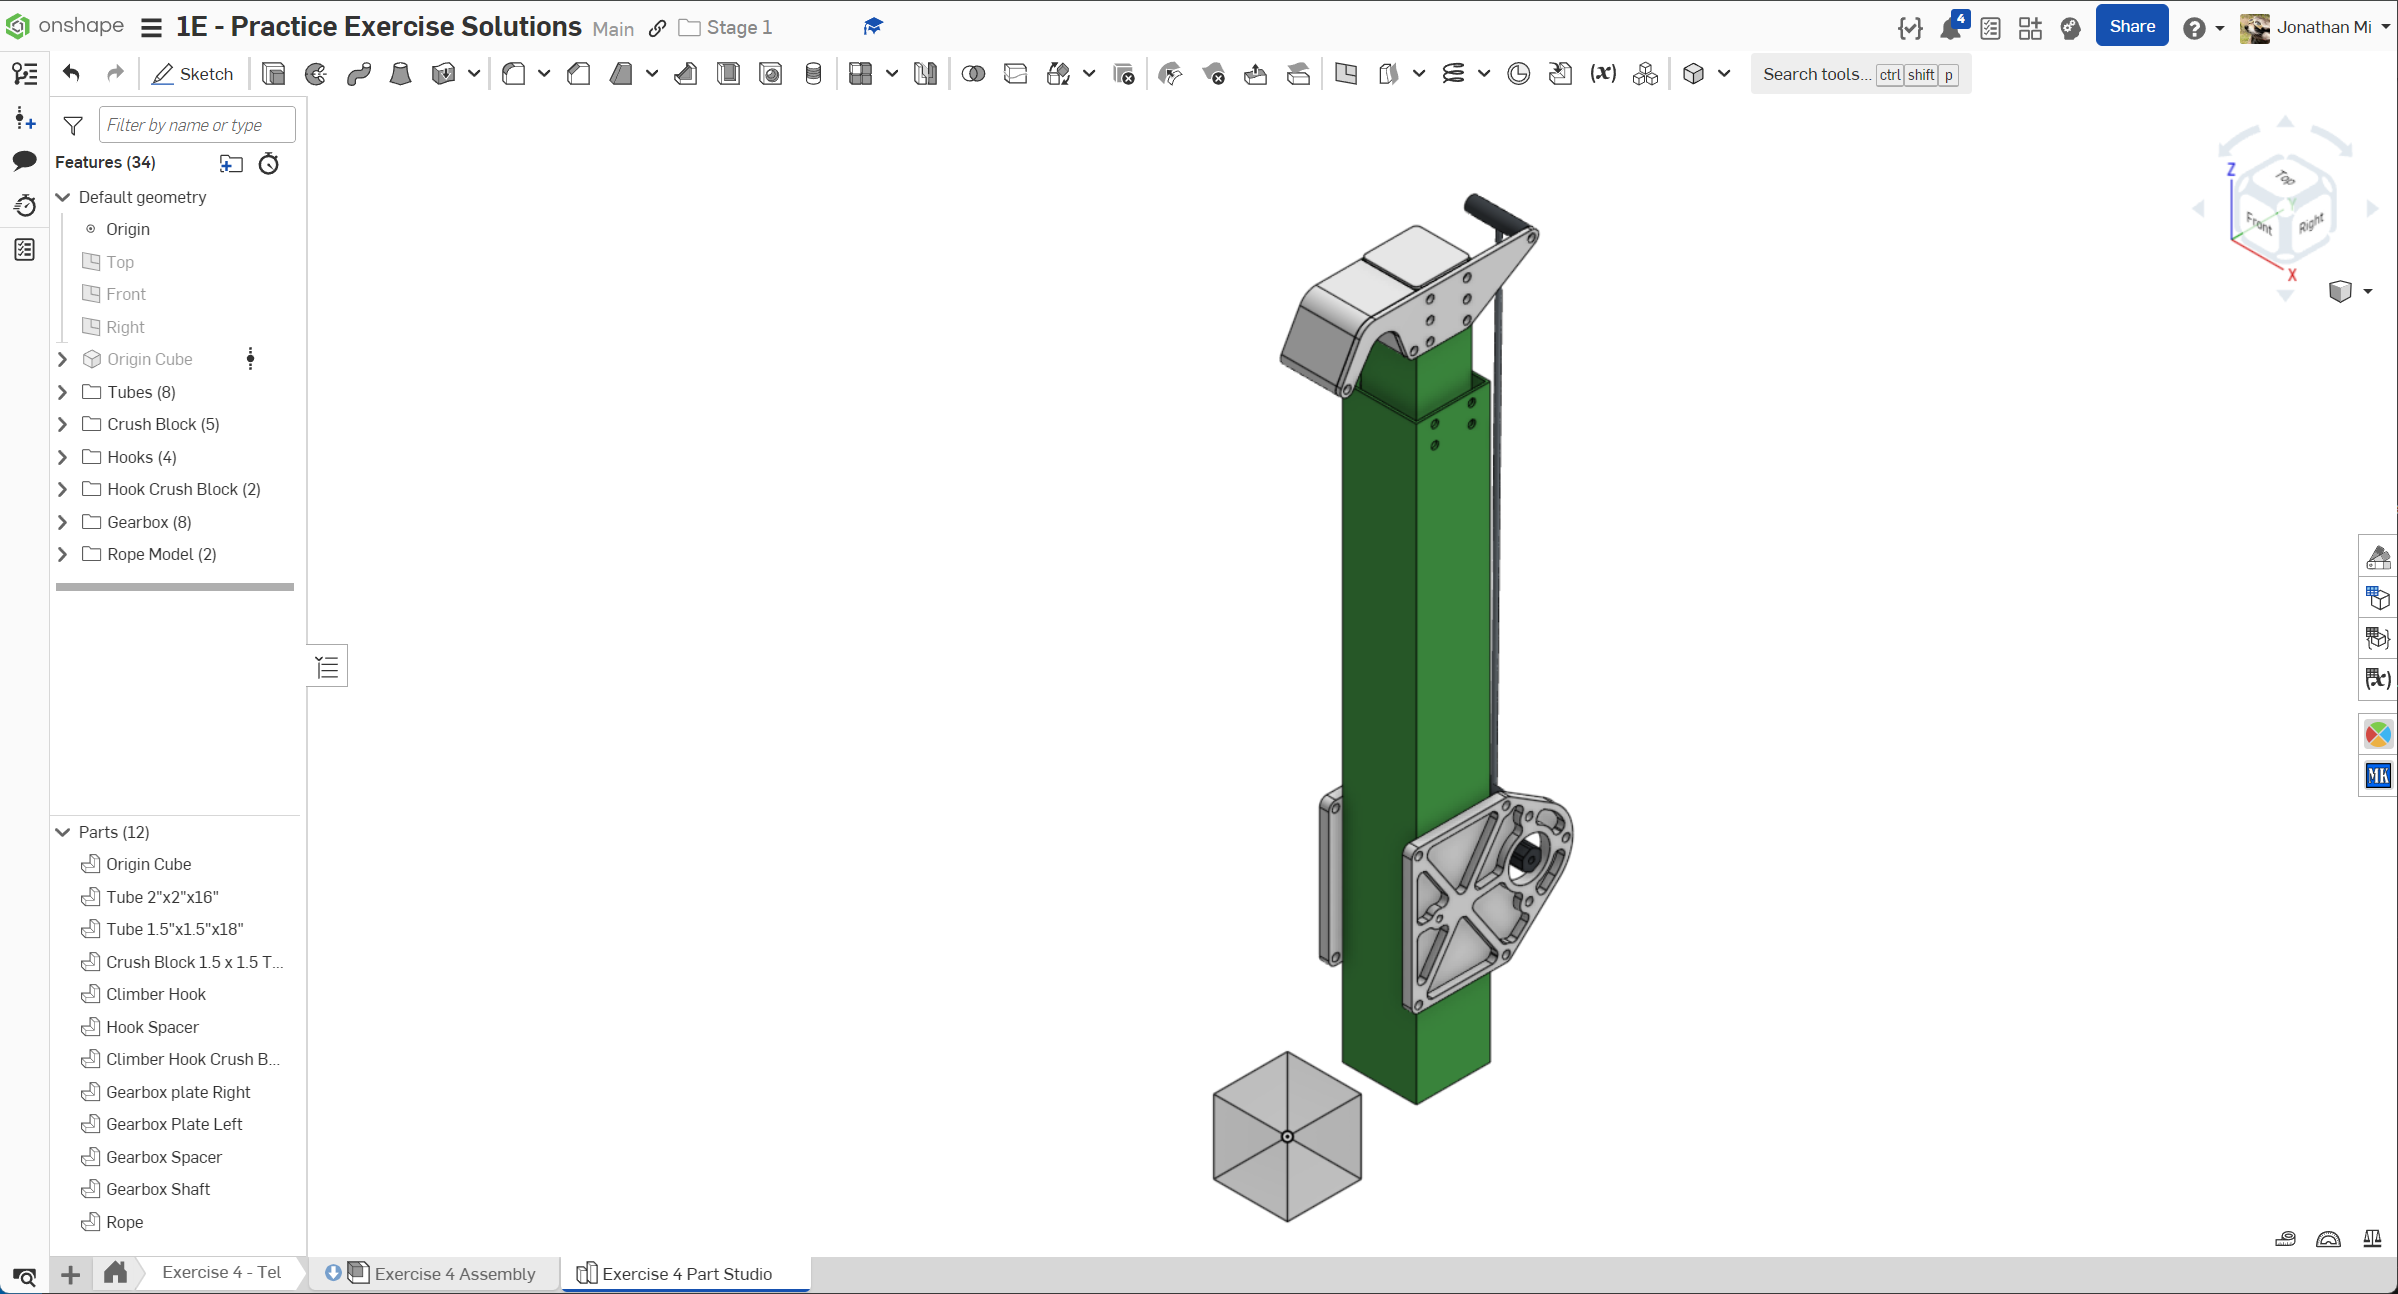 onshape
1E - Practice Exercise Solutions Main Stage 1
4
Share
Jonathan Mi
Sketch
Search tools... ctrl shift p
Filter by name or type
Features (34)
Default geometry
Origin
Top
Front
Right
Origin Cube
Tubes (8)
Crush Block (5)
Hooks (4)
Hook Crush Block (2)
Gearbox (8)
Rope Model (2)
Parts (12)
Origin Cube
Tube 2"x2"x16"
Tube 1.5"x1.5"x18"
Crush Block 1.5 x 1.5 T...
Climber Hook
Hook Spacer
Climber Hook Crush B...
Gearbox plate Right
Gearbox Plate Left
Gearbox Spacer
Gearbox Shaft
Rope
Z
Top
Y
Front
Right
X
(x)
(x)
MK
Exercise 4 - Tel
Exercise 4 Assembly
Exercise 4 Part Studio